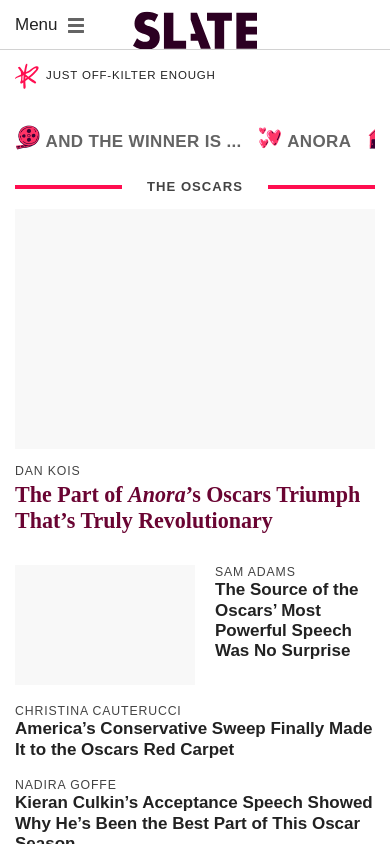 Menu
SLATE
JUST OFF-KILTER ENOUGH
AND THE WINNER IS ... ANORA
THE OSCARS
DAN KOIS
The Part of Anora’s Oscars Triumph
That’s Truly Revolutionary
SAM ADAMS
The Source of the
Oscars’ Most
Powerful Speech
Was No Surprise
CHRISTINA CAUTERUCCI
America’s Conservative Sweep Finally Made
It to the Oscars Red Carpet
NADIRA GOFFE
Kieran Culkin’s Acceptance Speech Showed
Why He’s Been the Best Part of This Oscar
Season